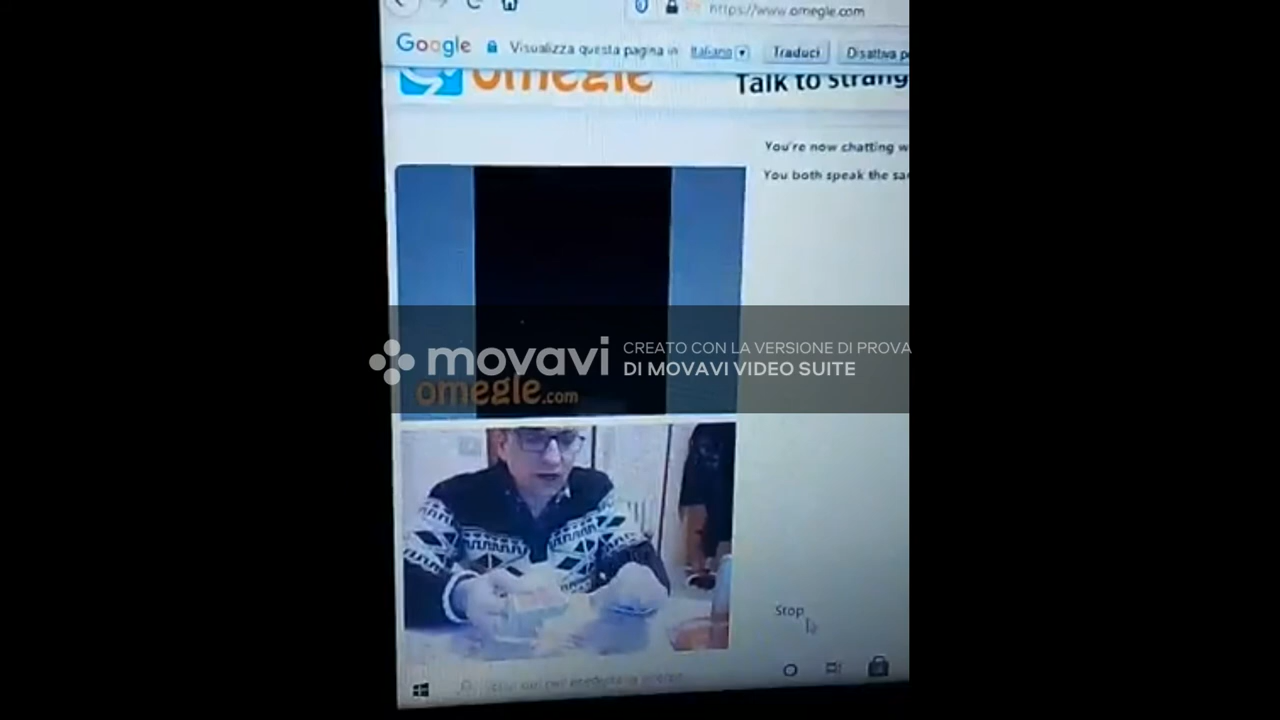 https://www.omegle.com
Google Visualizza questa pagina in Italiano Traduci Disattiva
omegle Talk to strang
You're now chatting w
You both speak the sa
movavi
CREATO CON LA VERSIONE DI PROVA
DI MOVAVI VIDEO SUITE
omegle.com
Stop